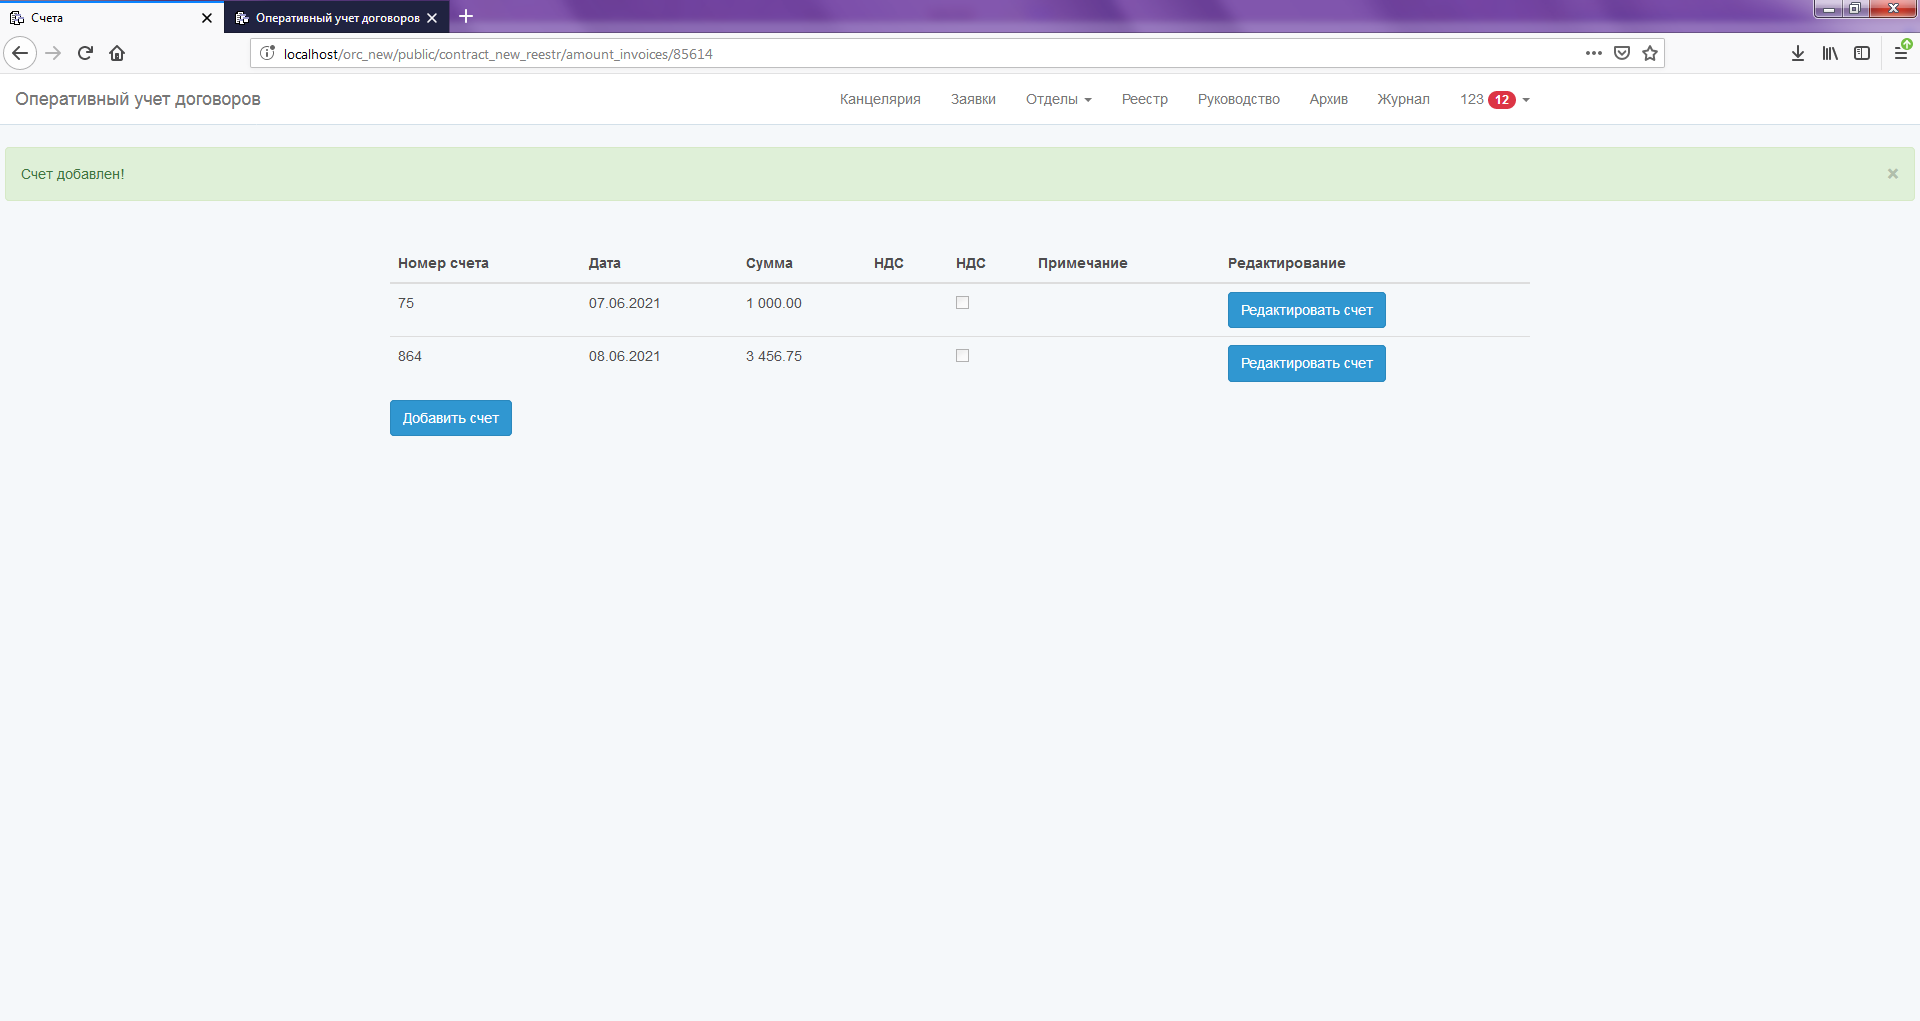 Счета
Оперативный учет договоров
localhost/orc_new/public/contract_new_reestr/amount_invoices/85614
Оперативный учет договоров
Канцелярия Заявки Отделы Реестр Руководство Архив Журнал 123 12
Счет добавлен!
Номер счета Дата Сумма НДС НДС Примечание Редактирование
75 07.06.2021 1 000.00 Редактировать счет
864 08.06.2021 3 456.75 Редактировать счет
Добавить счет